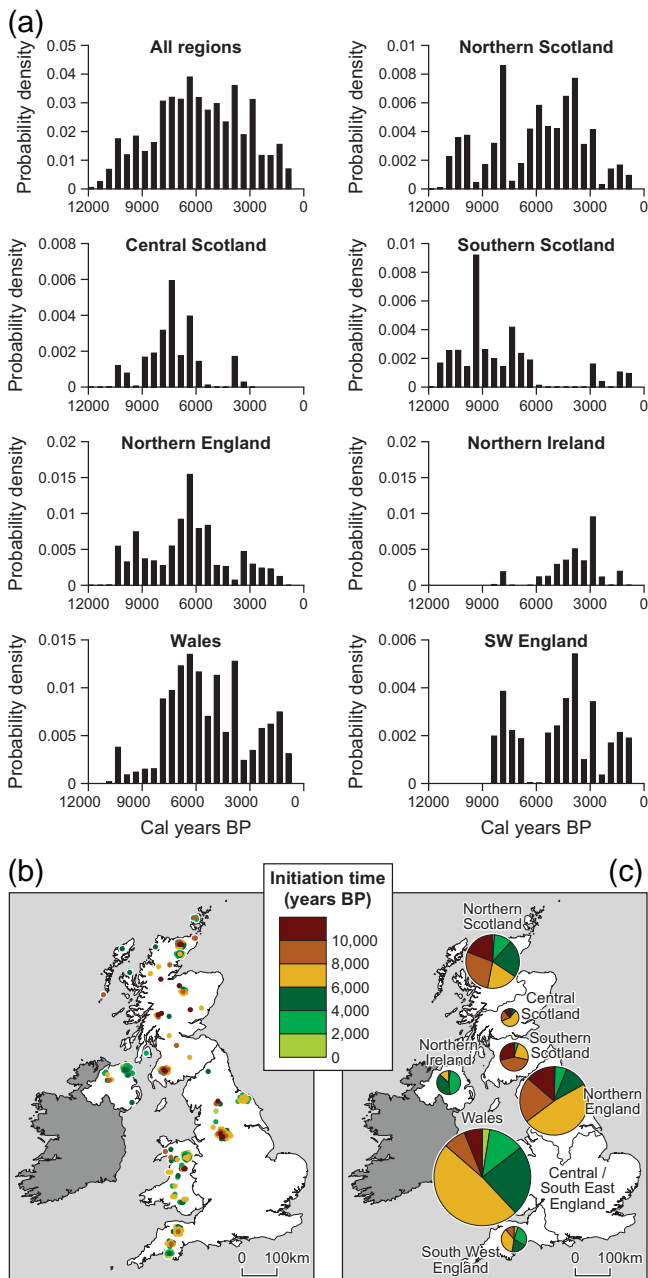 (a)
All regions
Probability density
0.05
0.04
0.03
0.02
0.01
0
12000 9000 6000 3000 0
Northern Scotland
Probability density
0.01
0.008
0.006
0.004
0.002
0
12000 9000 6000 3000 0
Central Scotland
Probability density
0.008
0.006
0.004
0.002
0
12000 9000 6000 3000 0
Southern Scotland
Probability density
0.01
0.008
0.006
0.004
0.002
0
12000 9000 6000 3000 0
Northern England
Probability density
0.02
0.015
0.01
0.005
0
12000 9000 6000 3000 0
Northern Ireland
Probability density
0.02
0.015
0.01
0.005
0
12000 9000 6000 3000 0
Wales
Probability density
0.015
0.01
0.005
0
12000 9000 6000 3000 0
Cal years BP
SW England
Probability density
0.006
0.004
0.002
0
12000 9000 6000 3000 0
Cal years BP
(b)
Initiation time
(years BP)
10,000
8,000
6,000
4,000
2,000
0
0 100km
(c)
Northern
Scotland
Central
Scotland
Southern
Scotland
Northern
Ireland
Northern
England
Wales
Central /
South East
England
South West
England
0 100km